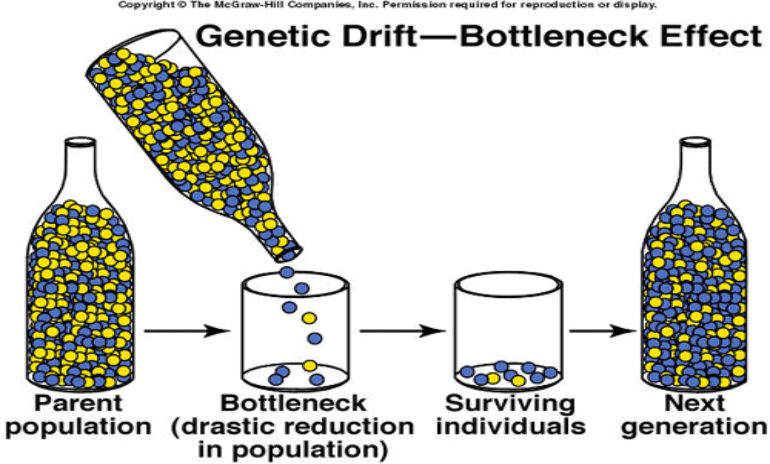 Copyright © The McGraw-Hill Companies, Inc. Permission required for reproduction or display.
Genetic Drift—Bottleneck Effect
Parent
population
Bottleneck
(drastic reduction
in population)
Surviving
individuals
Next
generation